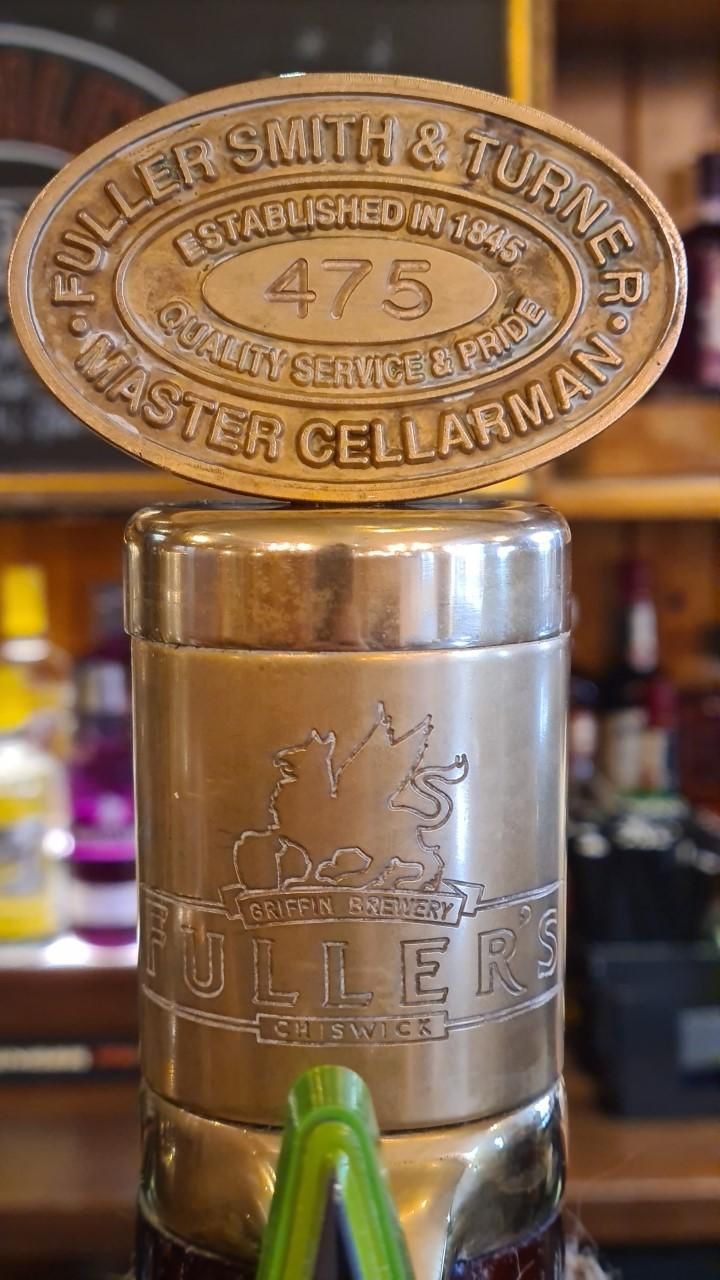 FULLER SMITH & TURNER
ESTABLISHED IN 1845
475
QUALITY SERVICE & PRIDE
• MASTER CELLARMAN •
GRIFFIN BREWERY
FULLER'S
CHISWICK